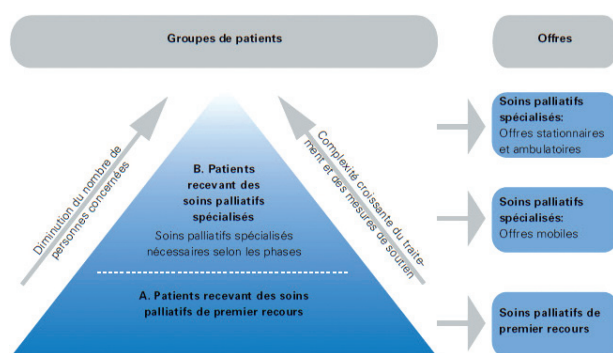 Groupes de patients
Offres
Diminution du nombre de
personnes concernées
Complexité croissante du traite-
ment et des mesures de soutien
B. Patients
recevant des
soins palliatifs
spécialisés
Soins palliatifs spécialisés
nécessaires selon les phases
A. Patients recevant des soins
palliatifs de premier recours
Soins palliatifs
spécialisés:
Offres stationnaires
et ambulatoires
Soins palliatifs
spécialisés:
Offres mobiles
Soins palliatifs de
premier recours